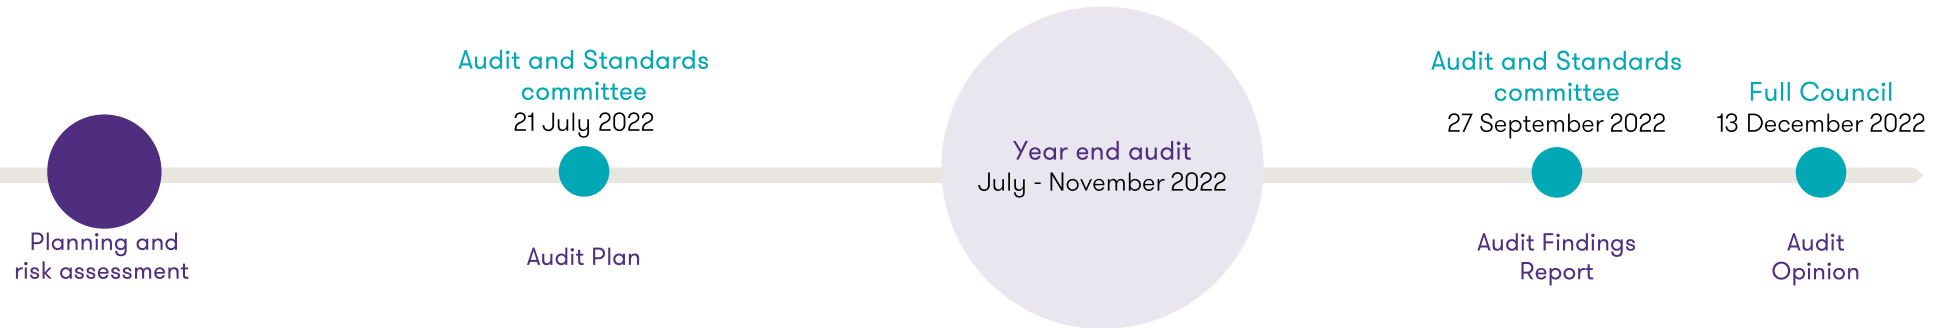 Planning and
risk assessment
Audit and Standards
committee
21 July 2022
Audit Plan
Year end audit
July - November 2022
Audit and Standards
committee
27 September 2022
Audit Findings
Report
Full Council
13 December 2022
Audit
Opinion